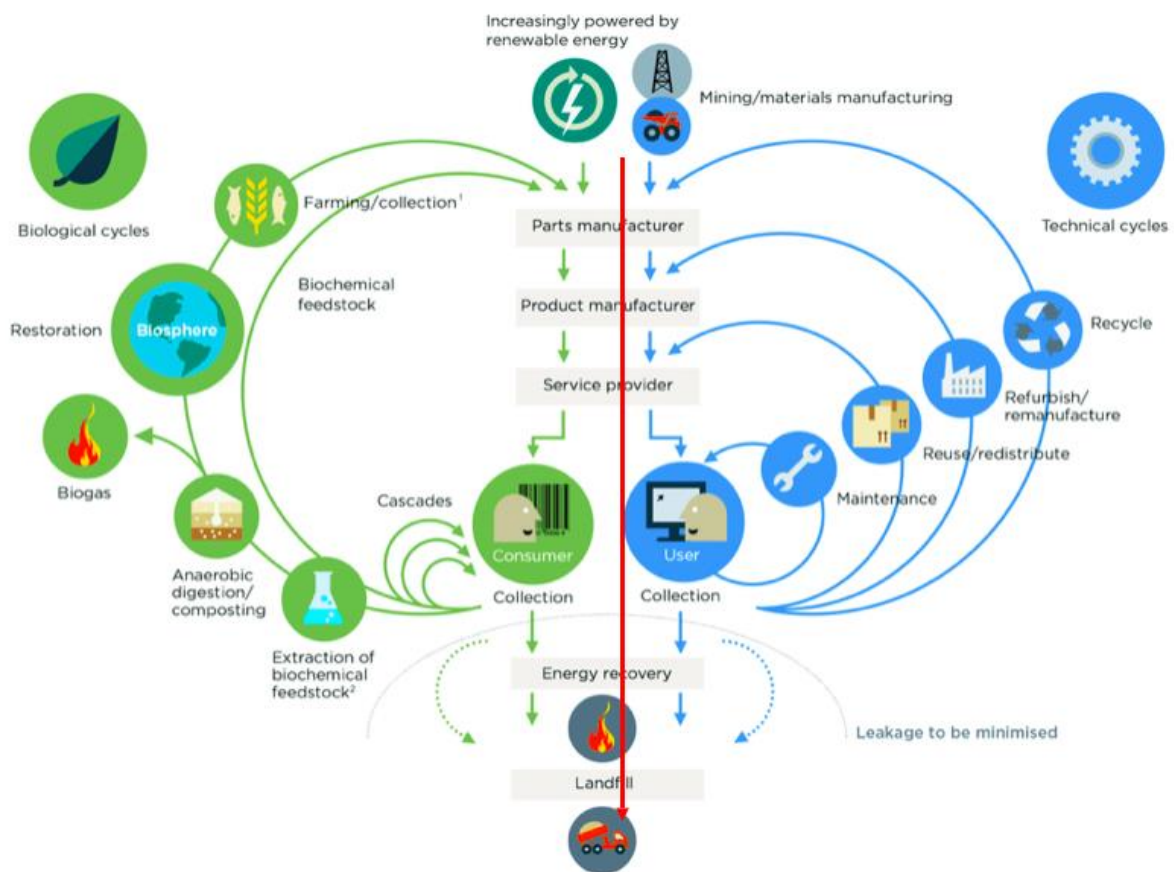 Increasingly powered by
renewable energy
Mining/materials manufacturing
Biological cycles
Farming/collection¹
Technical cycles
Parts manufacturer
Biochemical
feedstock
Product manufacturer
Restoration
Biosphere
Recycle
Service provider
Refurbish/
remanufacture
Reuse/redistribute
Biogas
Cascades
Maintenance
Consumer
User
Anaerobic
digestion/
composting
Collection
Collection
Extraction of
biochemical
feedstock²
Energy recovery
Leakage to be minimised
Landfill